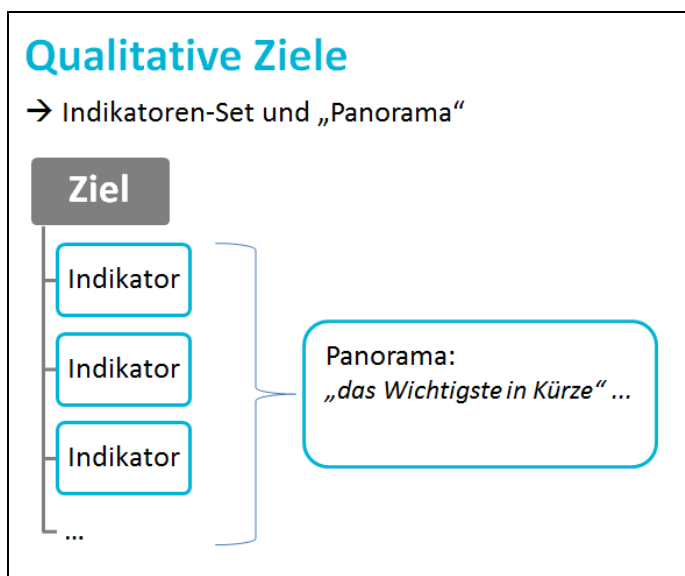 Qualitative Ziele
→ Indikatoren-Set und „Panorama“
Ziel
Indikator
Indikator
Indikator
...
Panorama:
„das Wichtigste in Kürze“ ...